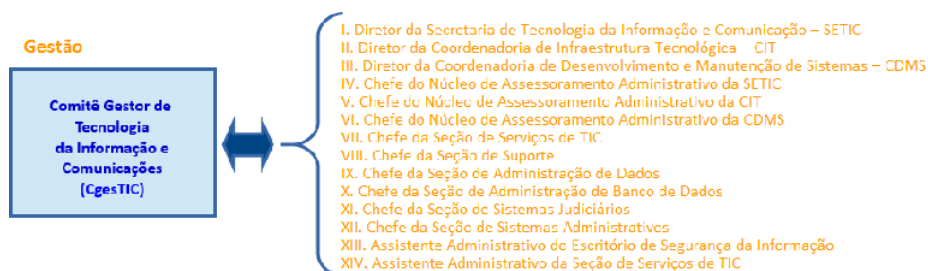 Gestão
Comitê Gestor de
Tecnologia
da Informação e
Comunicações
(CgesTIC)
I. Diretor da Secretaria de Tecnologia da Informação e Comunicação – SETIC
II. Diretor da Coordenadoria de Infraestrutura Tecnológica – CIT
III. Diretor da Coordenadoria de Desenvolvimento e Manutenção de Sistemas – CDMS
IV. Chefe do Núcleo de Assessoramento Administrativo da SETIC
V. Chefe do Núcleo de Assessoramento Administrativo da CIT
VI. Chefe do Núcleo de Assessoramento Administrativo da CDMS
VII. Chefe da Seção de Serviços de TIC
VIII. Chefe da Seção de Suporte
IX. Chefe da Seção de Administração de Dados
X. Chefe da Seção de Administração de Banco de Dados
XI. Chefe da Seção de Sistemas Judiciários
XII. Chefe da Seção de Sistemas Administrativos
XIII. Assistente Administrativo do Escritório de Segurança da Informação
XIV. Assistente Administrativo da Seção de Serviços de TIC